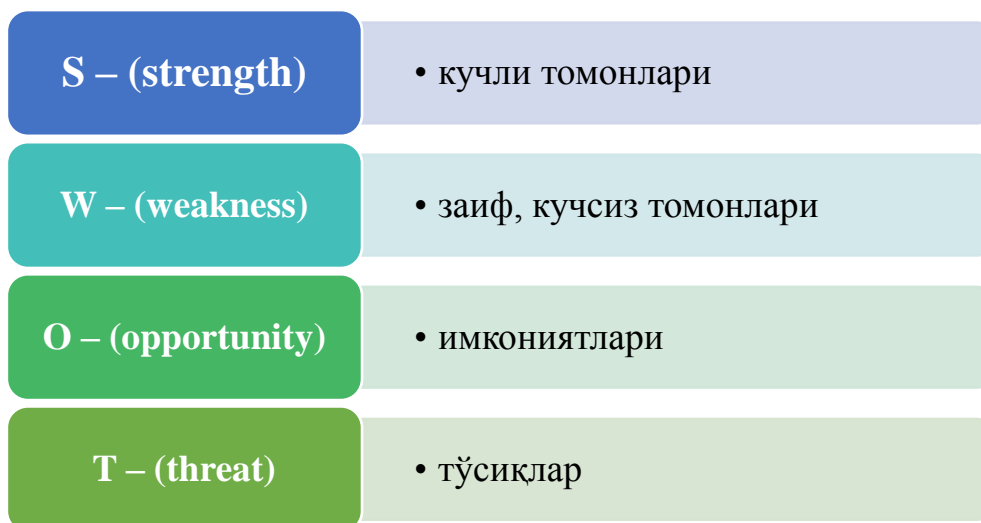 S – (strength)
• кучли томонлари
W – (weakness)
• заиф, кучсиз томонлари
O – (opportunity)
• имкониятлари
T – (threat)
• тўсиқлар